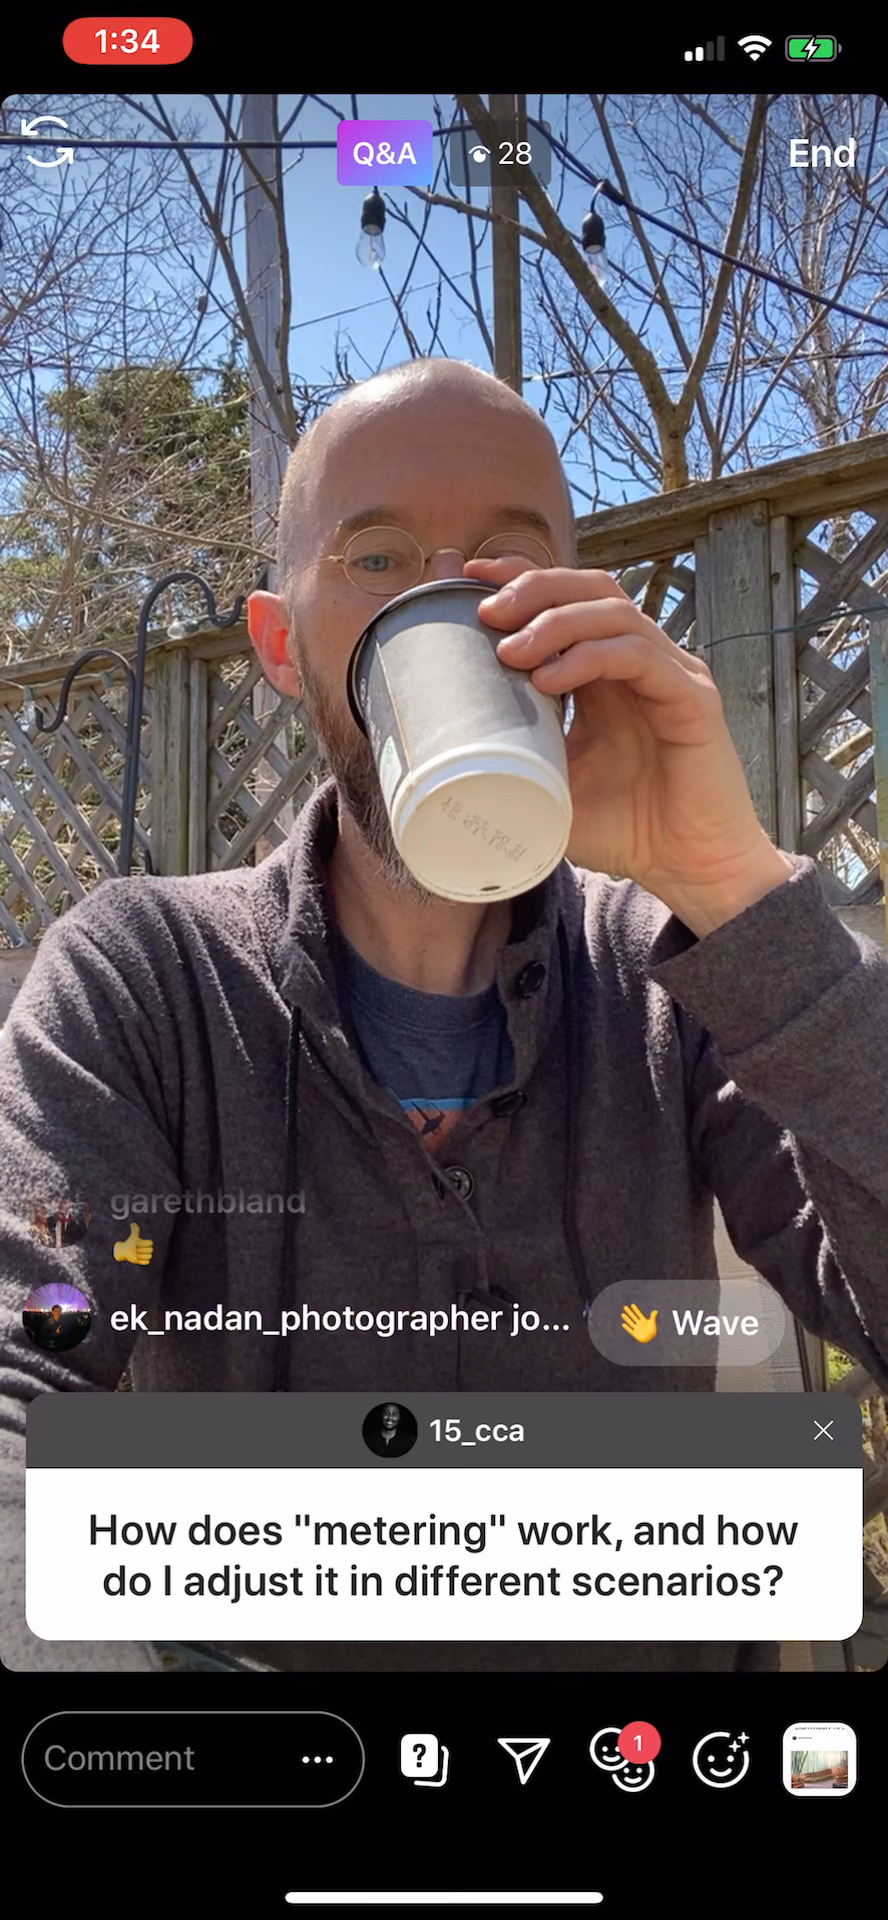 1:34
Q&A
28
End
garethbland
👍
ek_nadan_photographer jo...
👋 Wave
15_cca
How does "metering" work, and how
do I adjust it in different scenarios?
Comment
1